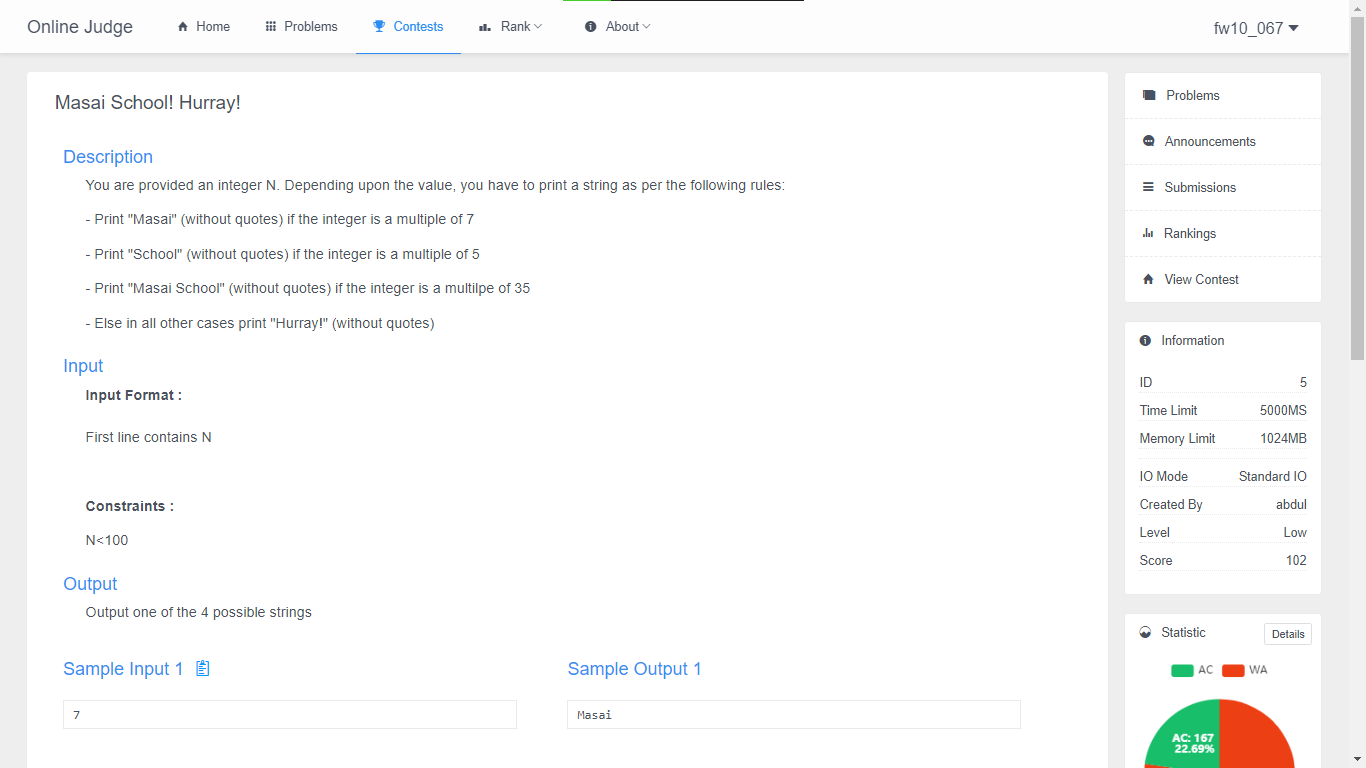 Online Judge
Home
Problems
Contests
Rank
About
fw10_067
Masai School! Hurray!
Description
You are provided an integer N. Depending upon the value, you have to print a string as per the following rules:
- Print "Masai" (without quotes) if the integer is a multiple of 7
- Print "School" (without quotes) if the integer is a multiple of 5
- Print "Masai School" (without quotes) if the integer is a multilpe of 35
- Else in all other cases print "Hurray!" (without quotes)
Input
Input Format :
First line contains N
Constraints :
N<100
Output
Output one of the 4 possible strings
Sample Input 1
7
Sample Output 1
Masai
Problems
Announcements
Submissions
Rankings
View Contest
Information
ID 5
Time Limit 5000MS
Memory Limit 1024MB
IO Mode Standard IO
Created By abdul
Level Low
Score 102
Statistic Details
AC WA
AC: 167
22.69%